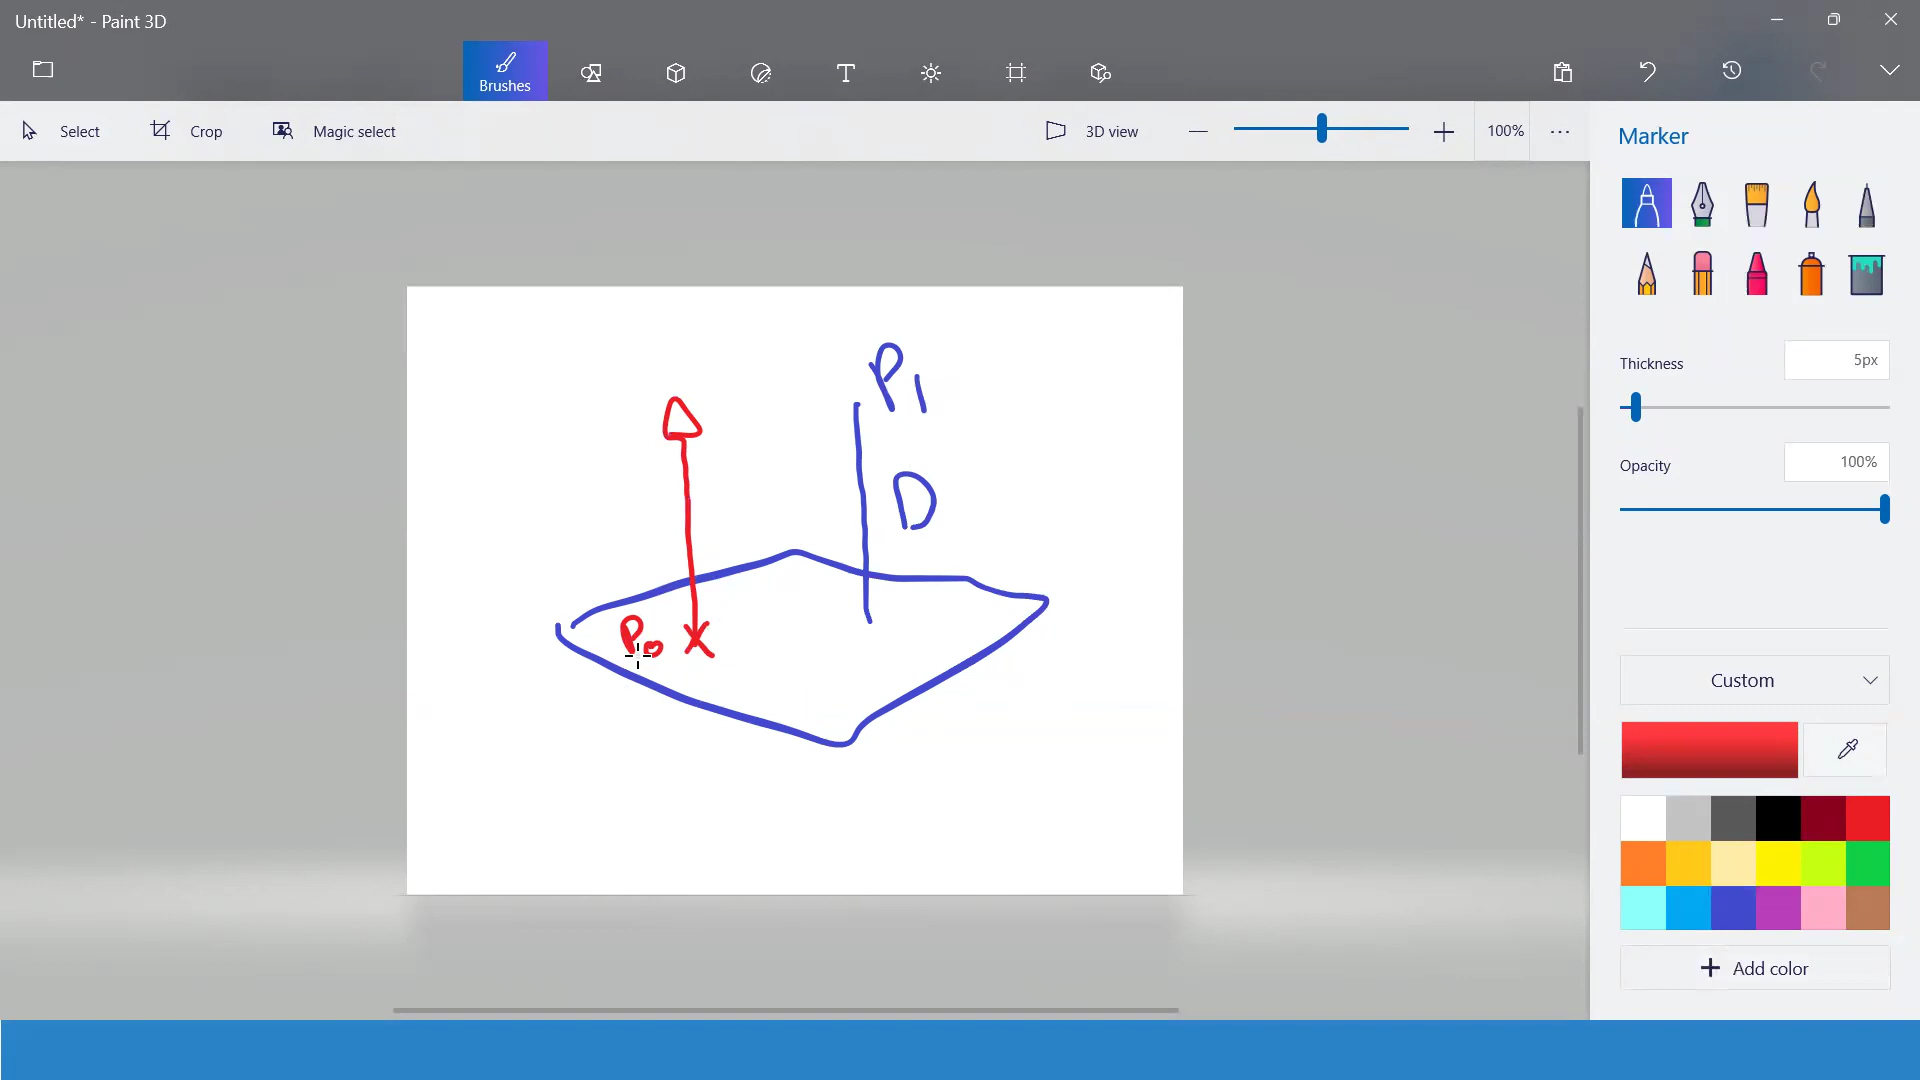 Untitled* - Paint 3D
Brushes
Select
Crop
Magic select
3D view
100%
Marker
Thickness
5px
Opacity
100%
Custom
Add color
P1
D
P0